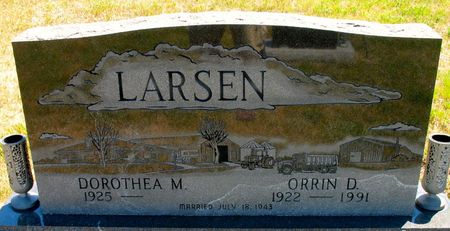 LARSEN
DOROTHEA M. ORRIN D.
1925 — 1922 — 1991
MARRIED JULY 18, 1943